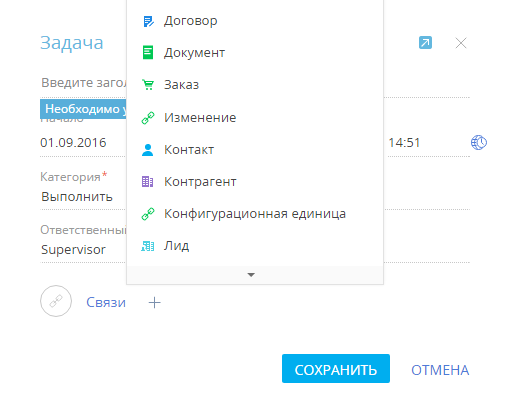 Договор
Задача
Документ
Введите
Заказ
Необходимо
Начало
Изменение
01.09.2016
14:51
Контакт
Категория*
Контрагент
Выполнить
Конфигурационная единица
Ответственный
Supervisor
Лид
Связи +
СОХРАНИТЬ ОТМЕНА